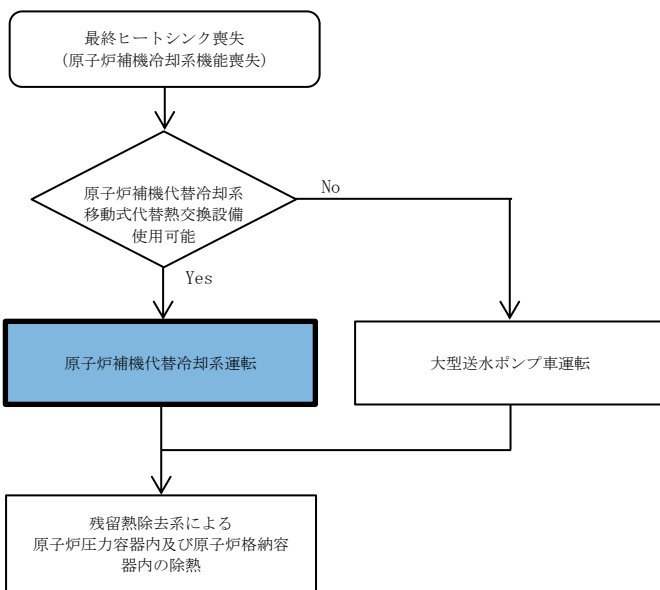 最終ヒートシンク喪失
(原子炉補機冷却系機能喪失)
原子炉補機代替冷却系
移動式代替熱交換設備
使用可能
No
Yes
原子炉補機代替冷却系運転
大型送水ポンプ車運転
残留熱除去系による
原子炉圧力容器内及び原子炉格納容
器内の除熱